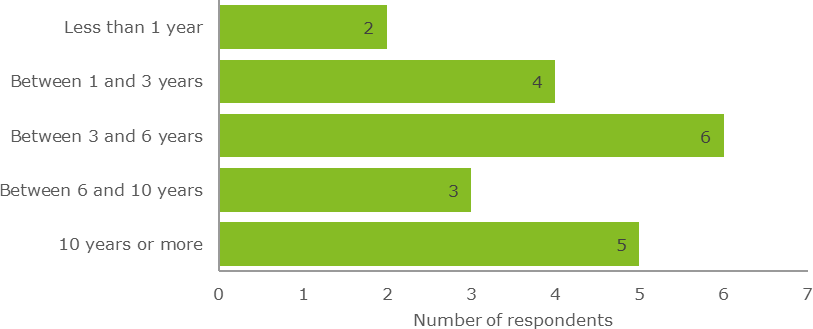 Less than 1 year
2
Between 1 and 3 years
4
Between 3 and 6 years
6
Between 6 and 10 years
3
10 years or more
5
0 1 2 3 4 5 6 7
Number of respondents